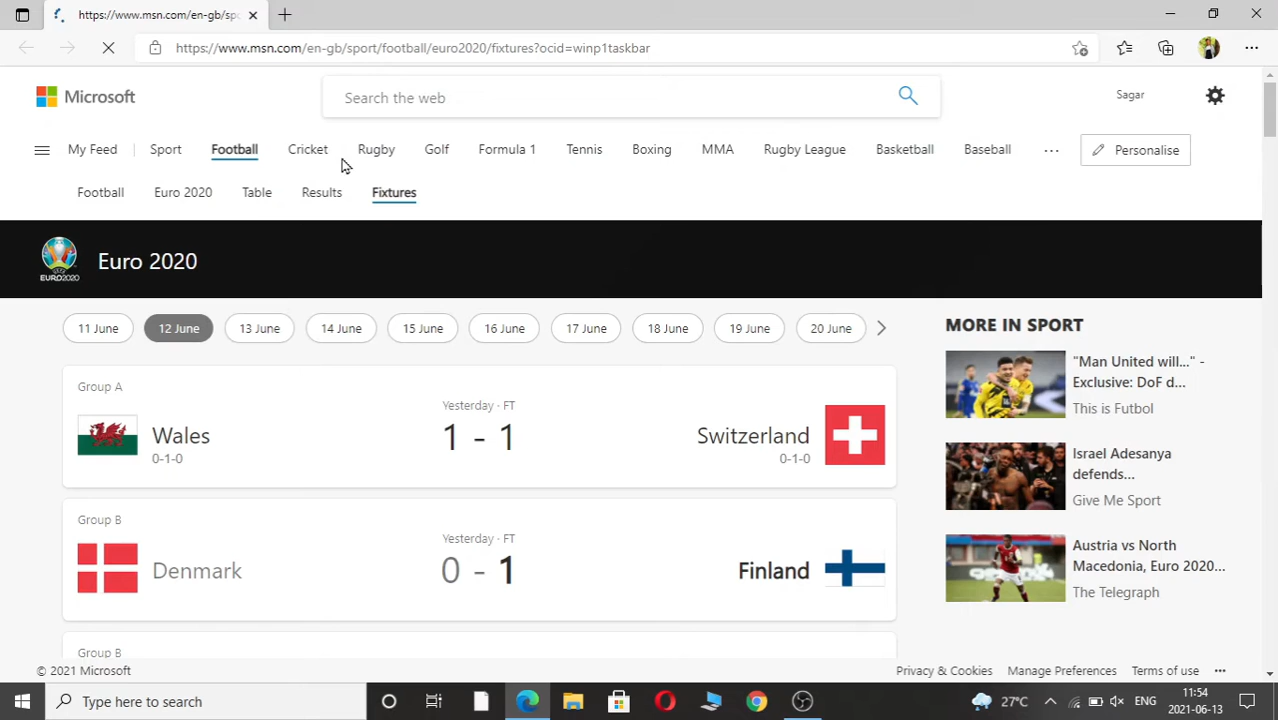 https://www.msn.com/en-gb/spo
https://www.msn.com/en-gb/sport/football/euro2020/fixtures?ocid=winp1taskbar
Microsoft
Search the web
Sagar
My Feed Sport Football Cricket Rugby Golf Formula 1 Tennis Boxing MMA Rugby League Basketball Baseball ... Personalise
Football Euro 2020 Table Results Fixtures
EURO2020
Euro 2020
11 June 12 June 13 June 14 June 15 June 16 June 17 June 18 June 19 June 20 June
Group A
Yesterday · FT
Wales 1 - 1 Switzerland
0-1-0 0-1-0
Group B
Yesterday · FT
Denmark 0 - 1 Finland
Group B
MORE IN SPORT
"Man United will..." -
Exclusive: DoF d...
This is Futbol
Israel Adesanya
defends...
Give Me Sport
Austria vs North
Macedonia, Euro 2020...
The Telegraph
© 2021 Microsoft
Privacy & Cookies Manage Preferences Terms of use ...
Type here to search
27°C ENG 11:54
2021-06-13